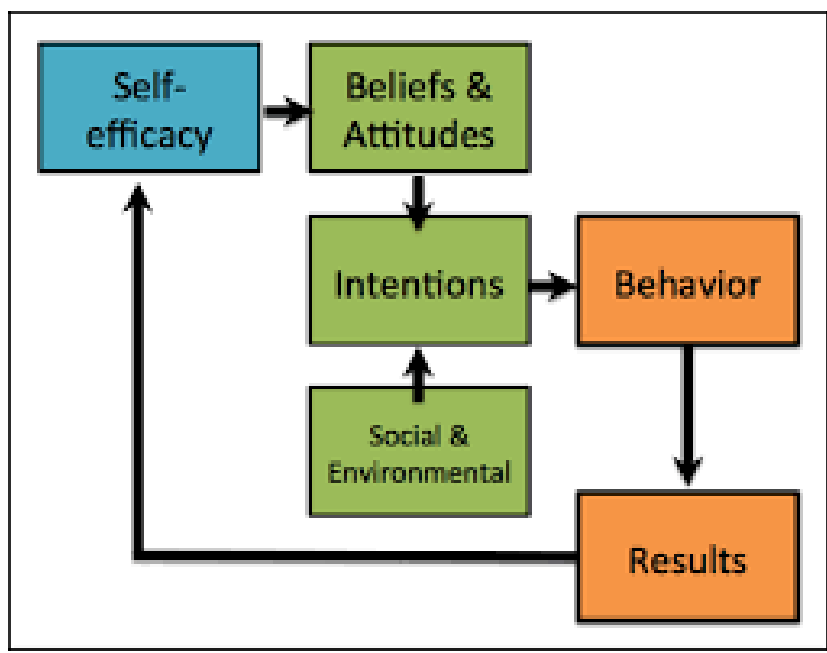 Self-
efficacy
Beliefs &
Attitudes
Intentions
Behavior
Social &
Environmental
Results